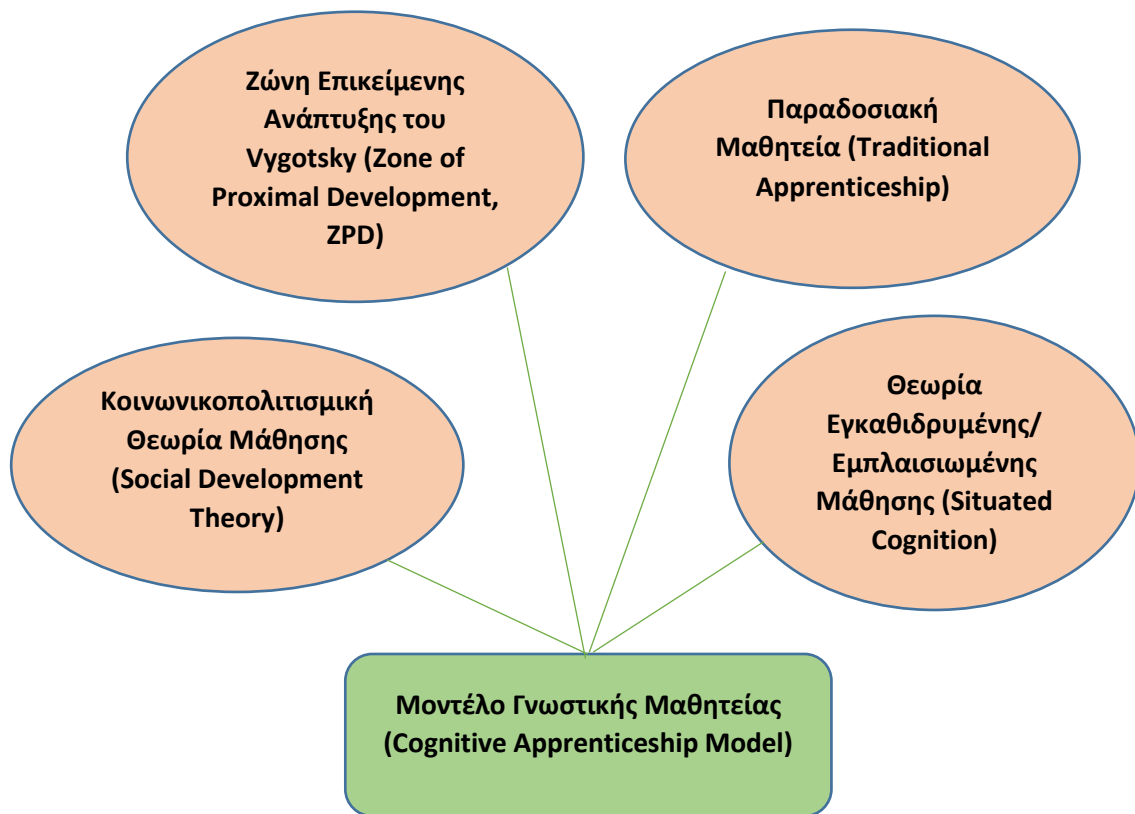 Ζώνη Επικείμενης
Ανάπτυξης του
Vygotsky (Zone of
Proximal Development,
ZPD)
Παραδοσιακή
Μαθητεία (Traditional
Apprenticeship)
Κοινωνικοπολιτισμική
Θεωρία Μάθησης
(Social Development
Theory)
Θεωρία
Εγκαθιδρυμένης/
Εμπλαισιωμένης
Μάθησης (Situated
Cognition)
Μοντέλο Γνωστικής Μαθητείας
(Cognitive Apprenticeship Model)